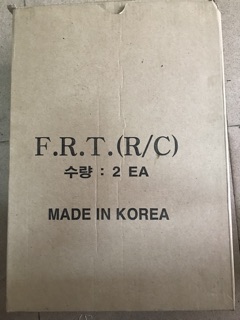 F.R.T.(R/C)
수량 : 2 EA
MADE IN KOREA